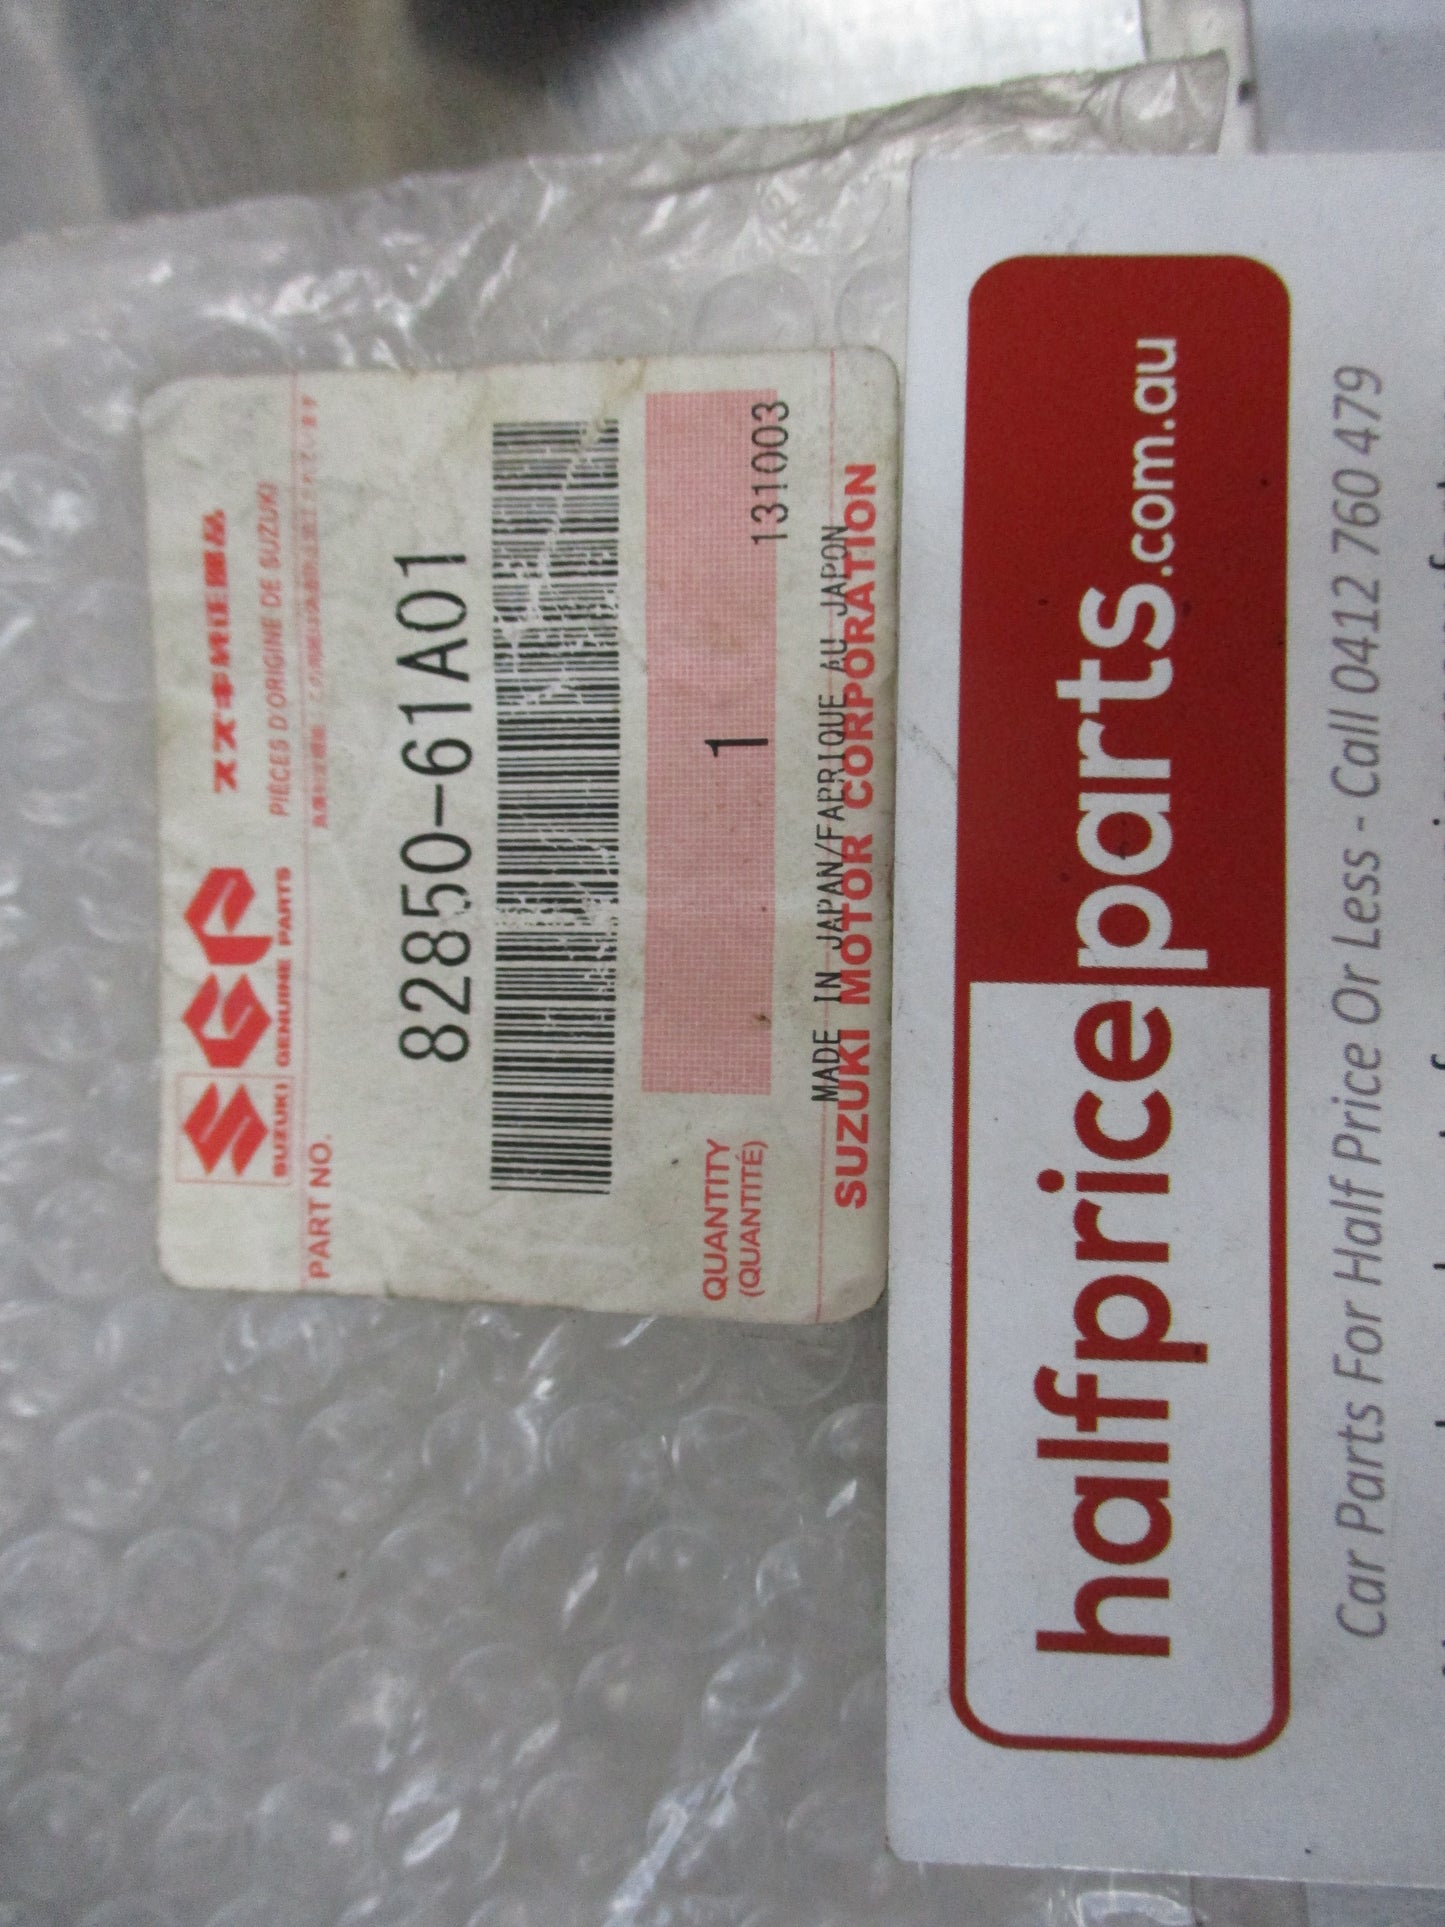 SGP
スズキ純正部品
SUZUKI GENUINE PARTS
PIÈCES D'ORIGINE DE SUZUKI
PART NO.
82850-61A01
QUANTITY
(QUANTITÉ)
1
131003
MADE IN JAPAN/FABRIQUE AU JAPON
SUZUKI MOTOR CORPORATION
halfpriceparts.com.au
Car Parts For Half Price Or Less - Call 0412 760 479